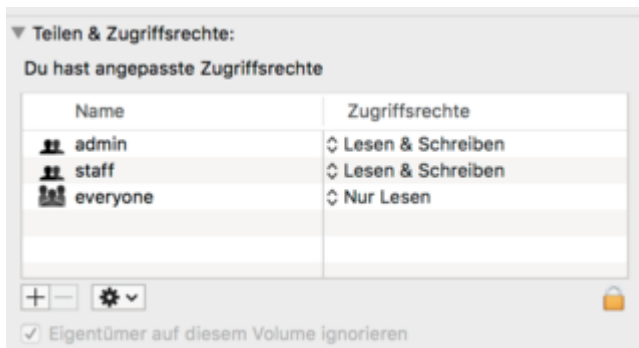 Teilen & Zugriffsrechte:
Du hast angepasste Zugriffsrechte
Name Zugriffsrechte
admin Lesen & Schreiben
staff Lesen & Schreiben
everyone Nur Lesen
Eigentümer auf diesem Volume ignorieren